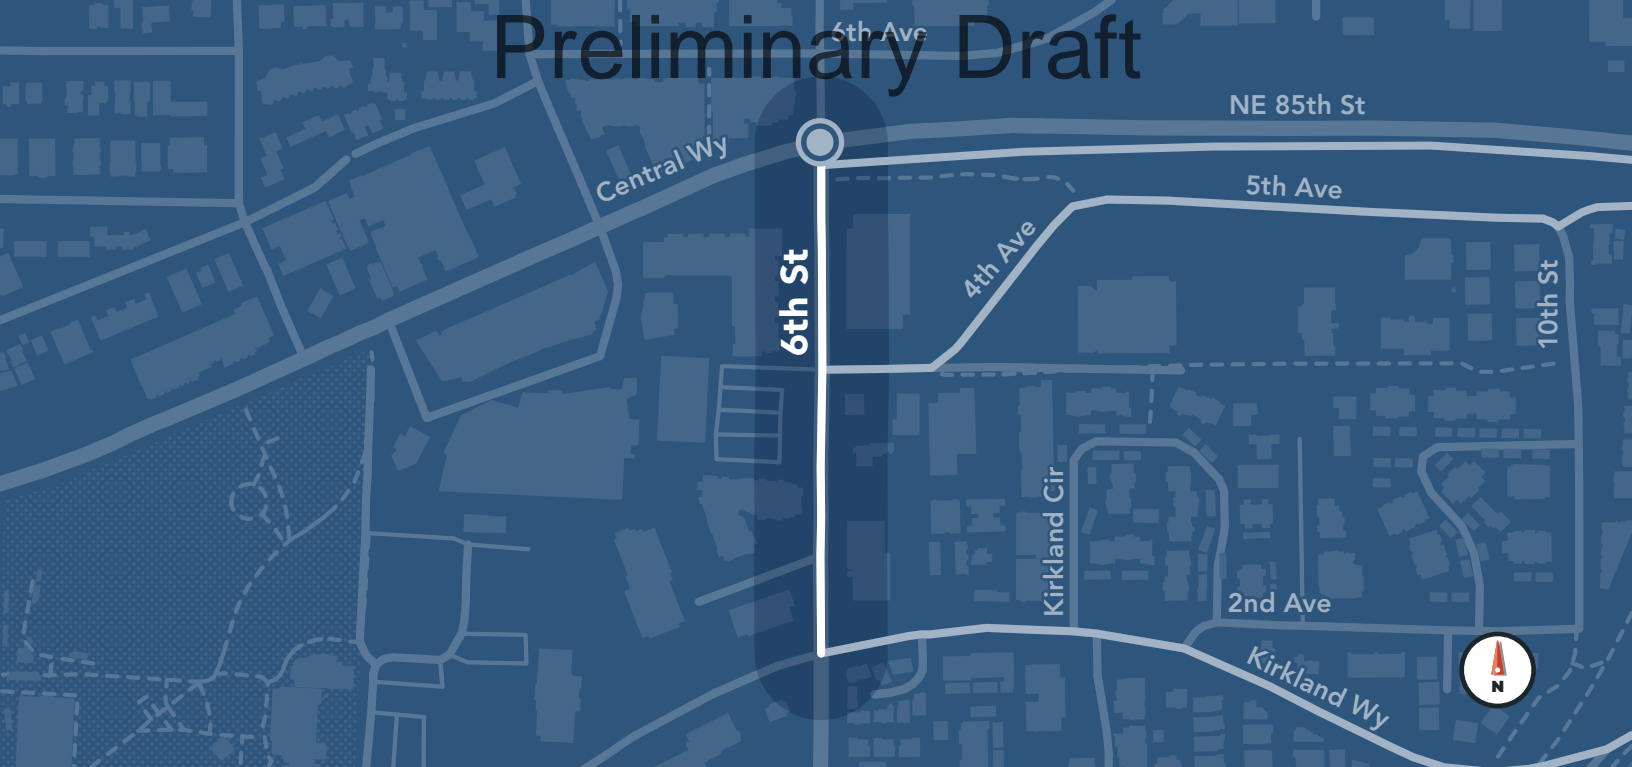 Preliminary Draft
6th Ave
NE 85th St
Central Wy
5th Ave
4th Ave
6th St
10th St
Kirkland Cir
2nd Ave
Kirkland Wy
N